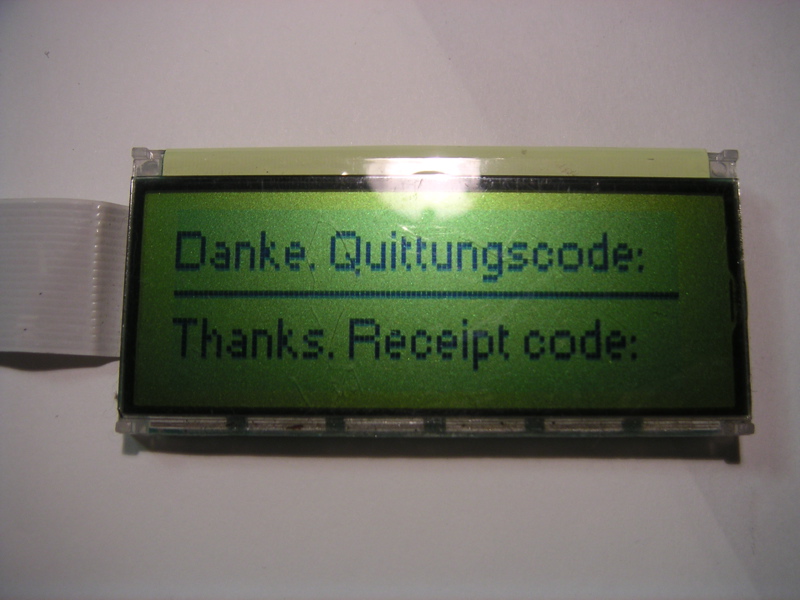 Danke. Quittungscode:
Thanks. Receipt code: